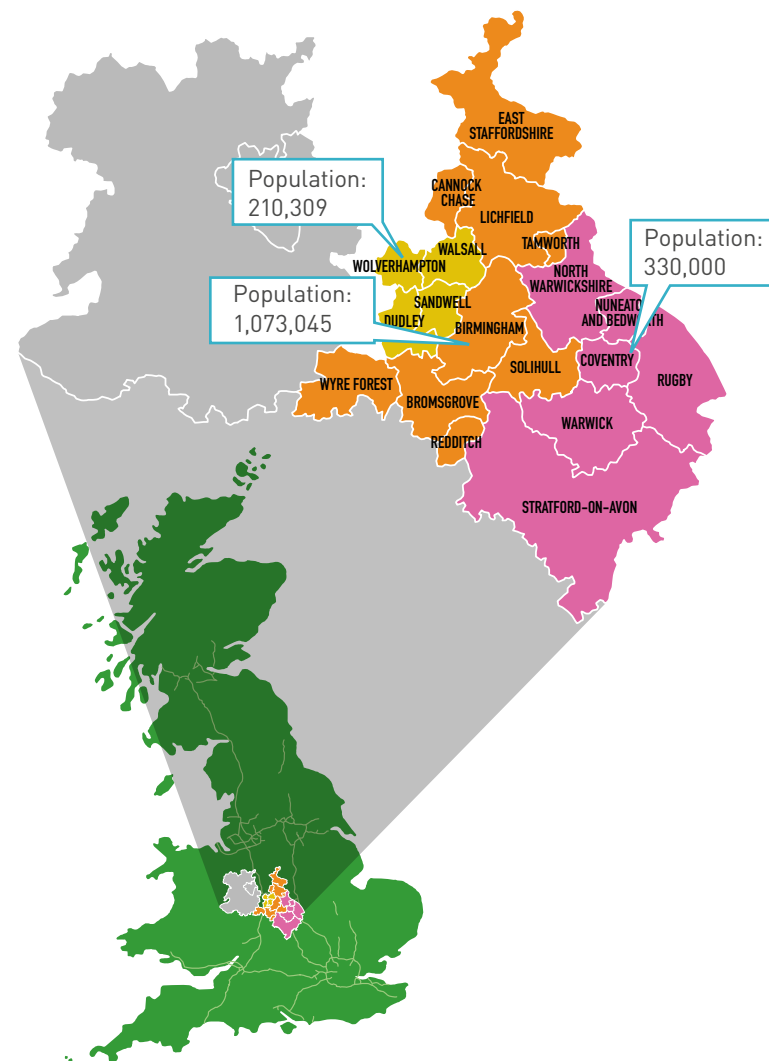 EAST
STAFFORDSHIRE
Population:
210,309
CANNOCK
CHASE
LICHFIELD
TAMWORTH
Population:
330,000
WALSALL
WOLVERHAMPTON
NORTH
WARWICKSHIRE
Population:
1,073,045
SANDWELL
DUDLEY
BIRMINGHAM
NUNEATO
AND BEDWORTH
COVENTRY
SOLIHULL
RUGBY
WYRE FOREST
BROMSGROVE
WARWICK
REDDITCH
STRATFORD-ON-AVON